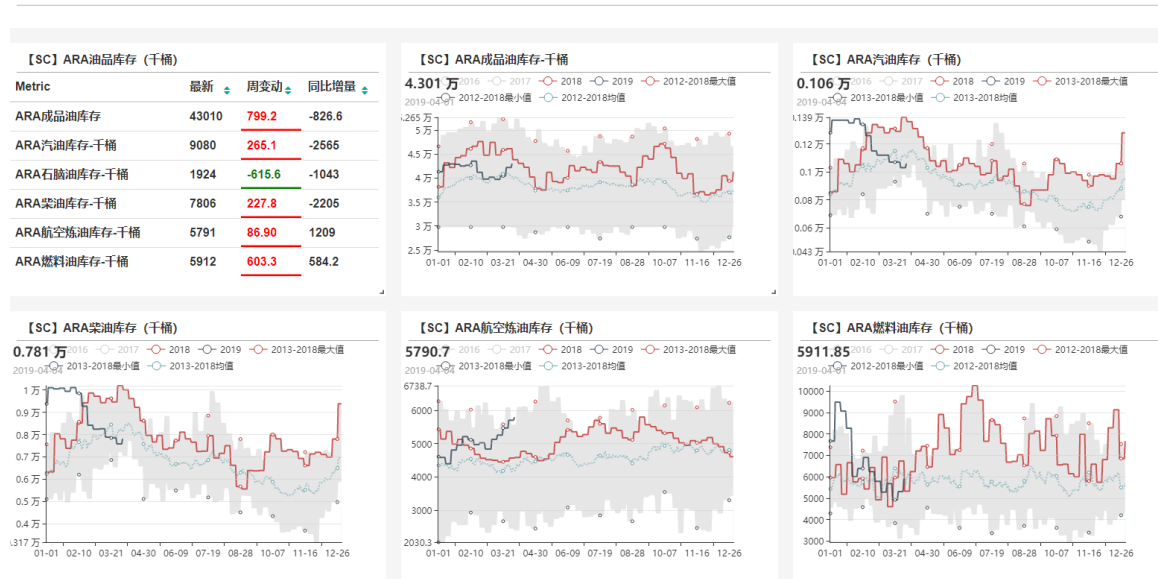 【SC】ARA油品库存（千桶）
Metric 最新 周变动 同比增量
ARA成品油库存 43010 799.2 -826.6
ARA汽油库存-千桶 9080 265.1 -2565
ARA石脑油库存-千桶 1924 -615.6 -1043
ARA柴油库存-千桶 7806 227.8 -2205
ARA航空炼油库存-千桶 5791 86.90 1209
ARA燃料油库存-千桶 5912 603.3 584.2
【SC】ARA成品油库存-千桶
4.301 万
2016 2017 2018 2019 2012-2018最大值
2019-04-01
2012-2018最小值 2012-2018均值
5.265 万
5 万
4.5 万
4 万
3.5 万
3 万
2.5 万
01-01 02-10 03-21 04-30 06-09 07-19 08-28 10-07 11-16 12-26
【SC】ARA汽油库存（千桶）
0.106 万
2016 2017 2018 2019 2013-2018最大值
2019-04-04
2012-2018最小值 2013-2018均值
0.139 万
0.12 万
0.1 万
0.08 万
0.06 万
0.043 万
01-01 02-10 03-21 04-30 06-09 07-19 08-28 10-07 11-16 12-26
【SC】ARA柴油库存（千桶）
0.781 万
2016 2017 2018 2019 2013-2018最大值
2019-04-04
2013-2018最小值 2013-2018均值
1 万
0.9 万
0.8 万
0.7 万
0.6 万
0.5 万
0.4 万
0.317 万
01-01 02-10 03-21 04-30 06-09 07-19 08-28 10-07 11-16 12-26
【SC】ARA航空炼油库存（千桶）
5790.7
2016 2017 2018 2019 2013-2018最大值
2019-04-04
2013-2018最小值 2013-2018均值
6738.7
6000
5000
4000
3000
2030.3
01-01 02-10 03-21 04-30 06-09 07-19 08-28 10-07 11-16 12-26
【SC】ARA燃料油库存（千桶）
5911.85
2016 2017 2018 2019 2012-2018最大值
2019-04-01
2012-2018最小值 2012-2018均值
10000
9000
8000
7000
6000
5000
4000
3000
01-01 02-10 03-21 04-30 06-09 07-19 08-28 10-07 11-16 12-26